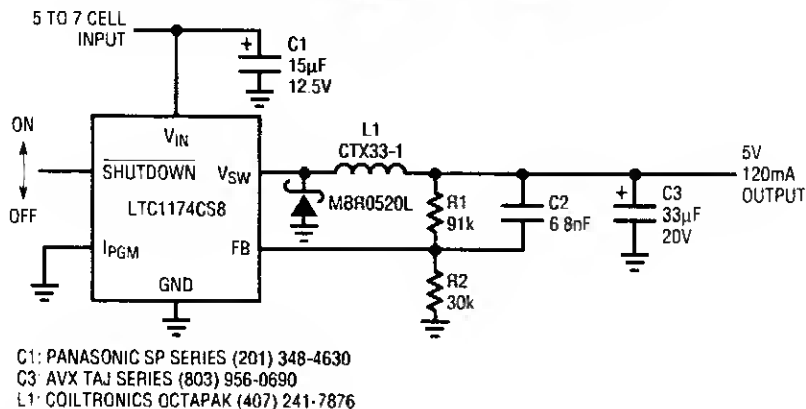 5 TO 7 CELL
INPUT
+
C1
15µF
12.5V
ON
OFF
VIN
SHUTDOWN
VSW
LTC1174CS8
IPGM
FB
GND
L1
CTX33-1
MBR0520L
R1
91k
C2
6.8nF
R2
30k
+
C3
33µF
20V
5V
120mA
OUTPUT
C1: PANASONIC SP SERIES (201) 348-4630
C3: AVX TAJ SERIES (803) 956-0690
L1: COILTRONICS OCTAPAK (407) 241-7876